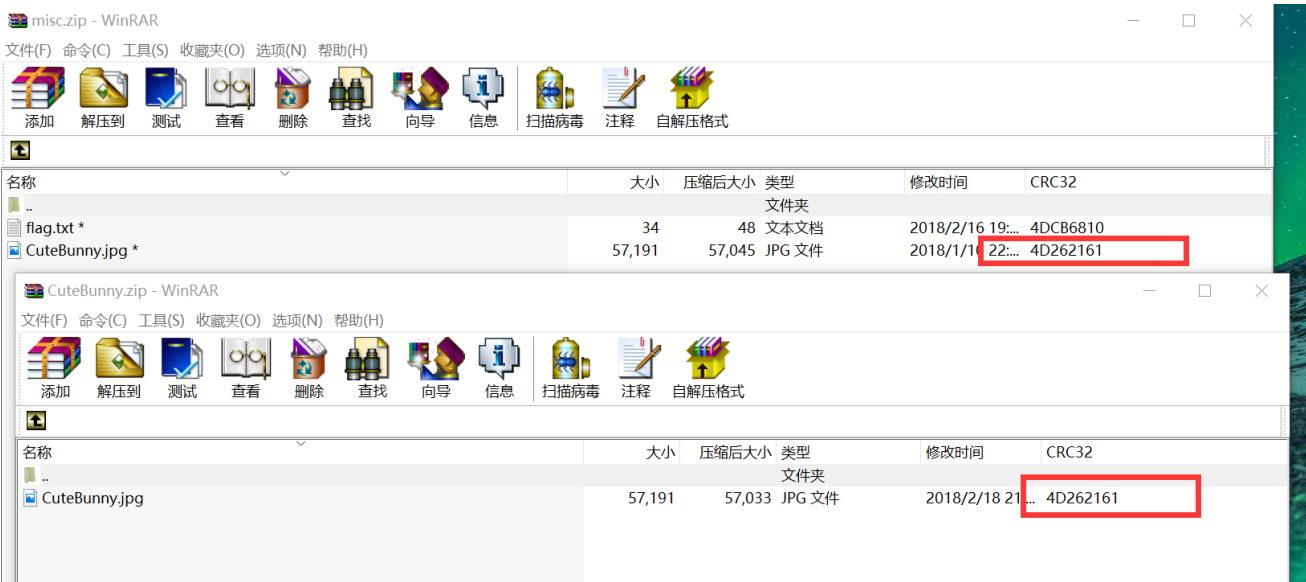 misc.zip - WinRAR
文件(F) 命令(C) 工具(S) 收藏夹(O) 选项(N) 帮助(H)
添加 解压到 测试 查看 删除 查找 向导 信息 扫描病毒 注释 自解压格式
名称 大小 压缩后大小 类型 修改时间 CRC32
.. 文件夹
flag.txt * 34 48 文本文档 2018/2/16 19:... 4DCB6810
CuteBunny.jpg * 57,191 57,045 JPG 文件 2018/1/10 22:... 4D262161
CuteBunny.zip - WinRAR
文件(F) 命令(C) 工具(S) 收藏夹(O) 选项(N) 帮助(H)
添加 解压到 测试 查看 删除 查找 向导 信息 扫描病毒 注释 自解压格式
名称 大小 压缩后大小 类型 修改时间 CRC32
.. 文件夹
CuteBunny.jpg 57,191 57,033 JPG 文件 2018/2/18 21... 4D262161